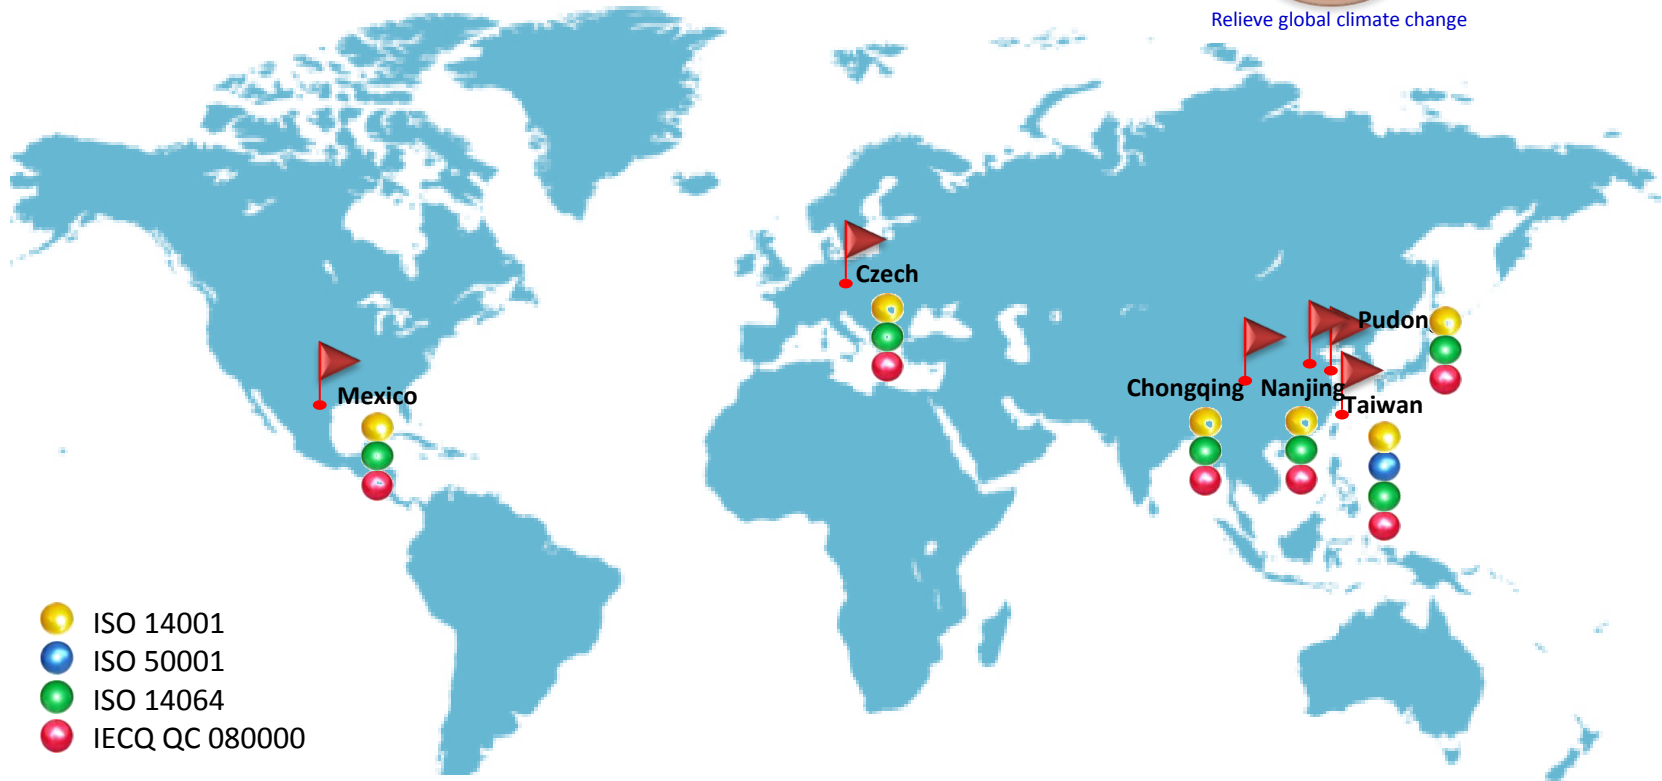 Relieve global climate change
Czech
Pudong
Mexico
Chongqing
Nanjing
Taiwan
ISO 14001
ISO 50001
ISO 14064
IECQ QC 080000